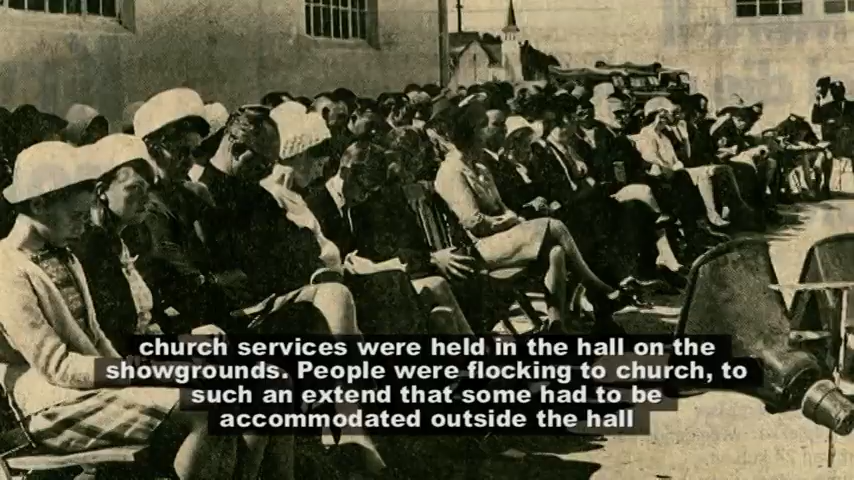 church services were held in the hall on the
showgrounds. People were flocking to church, to
such an extend that some had to be
accommodated outside the hall